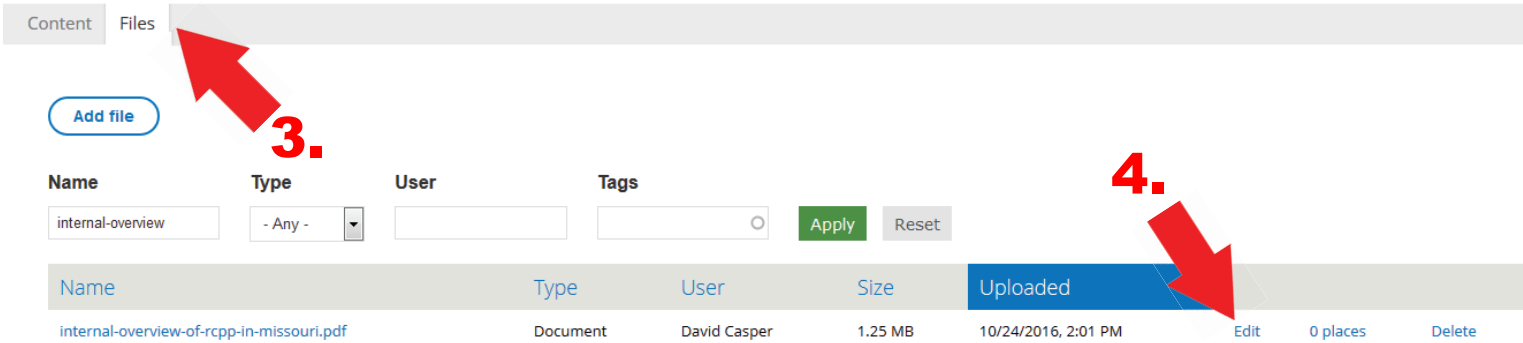 Content Files
3.
Add file
4.
Name Type User Tags
internal-overview - Any -
Apply Reset
Name Type User Size Uploaded
internal-overview-of-rcpp-in-missouri.pdf Document David Casper 1.25 MB 10/24/2016, 2:01 PM Edit 0 places Delete